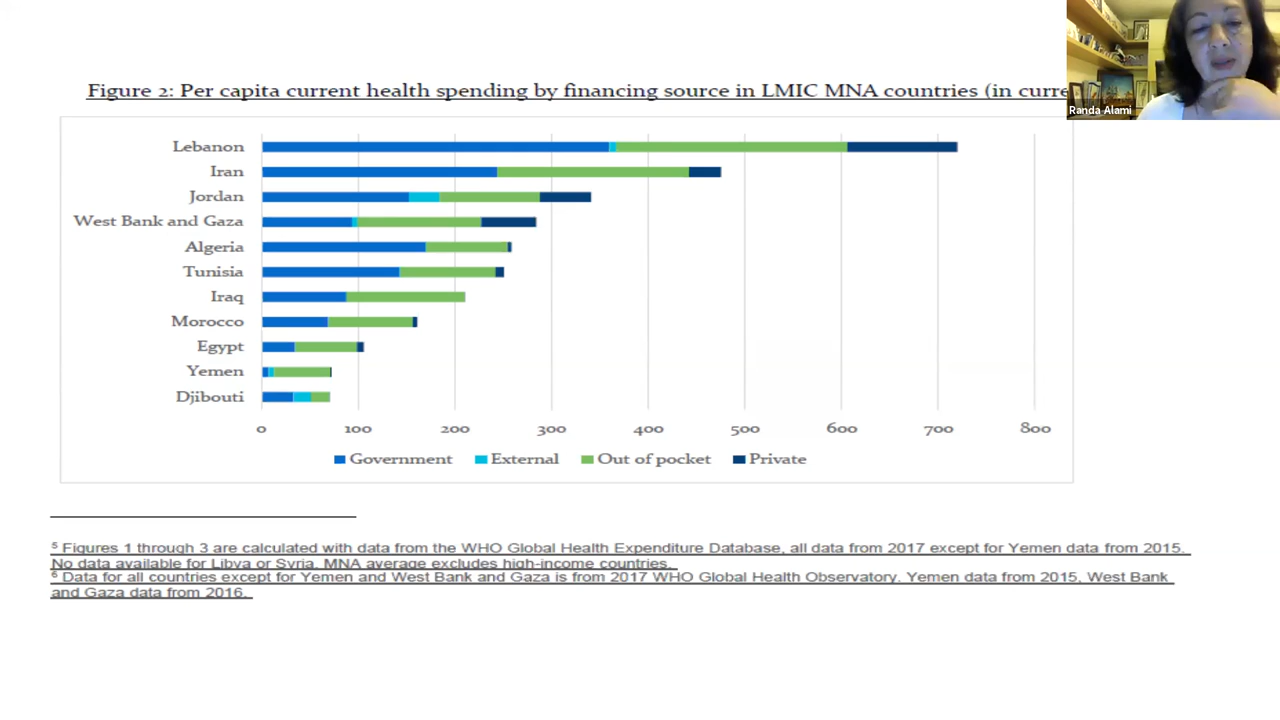 Figure 2: Per capita current health spending by financing source in LMIC MNA countries (in curre
Randa Alami
Lebanon
Iran
Jordan
West Bank and Gaza
Algeria
Tunisia
Iraq
Morocco
Egypt
Yemen
Djibouti
0 100 200 300 400 500 600 700 800
Government External Out of pocket Private
5 Figures 1 through 3 are calculated with data from the WHO Global Health Expenditure Database, all data from 2017 except for Yemen data from 2015.
No data available for Libya or Syria. MNA average excludes high-income countries.
6 Data for all countries except for Yemen and West Bank and Gaza is from 2017 WHO Global Health Observatory. Yemen data from 2015, West Bank
and Gaza data from 2016.